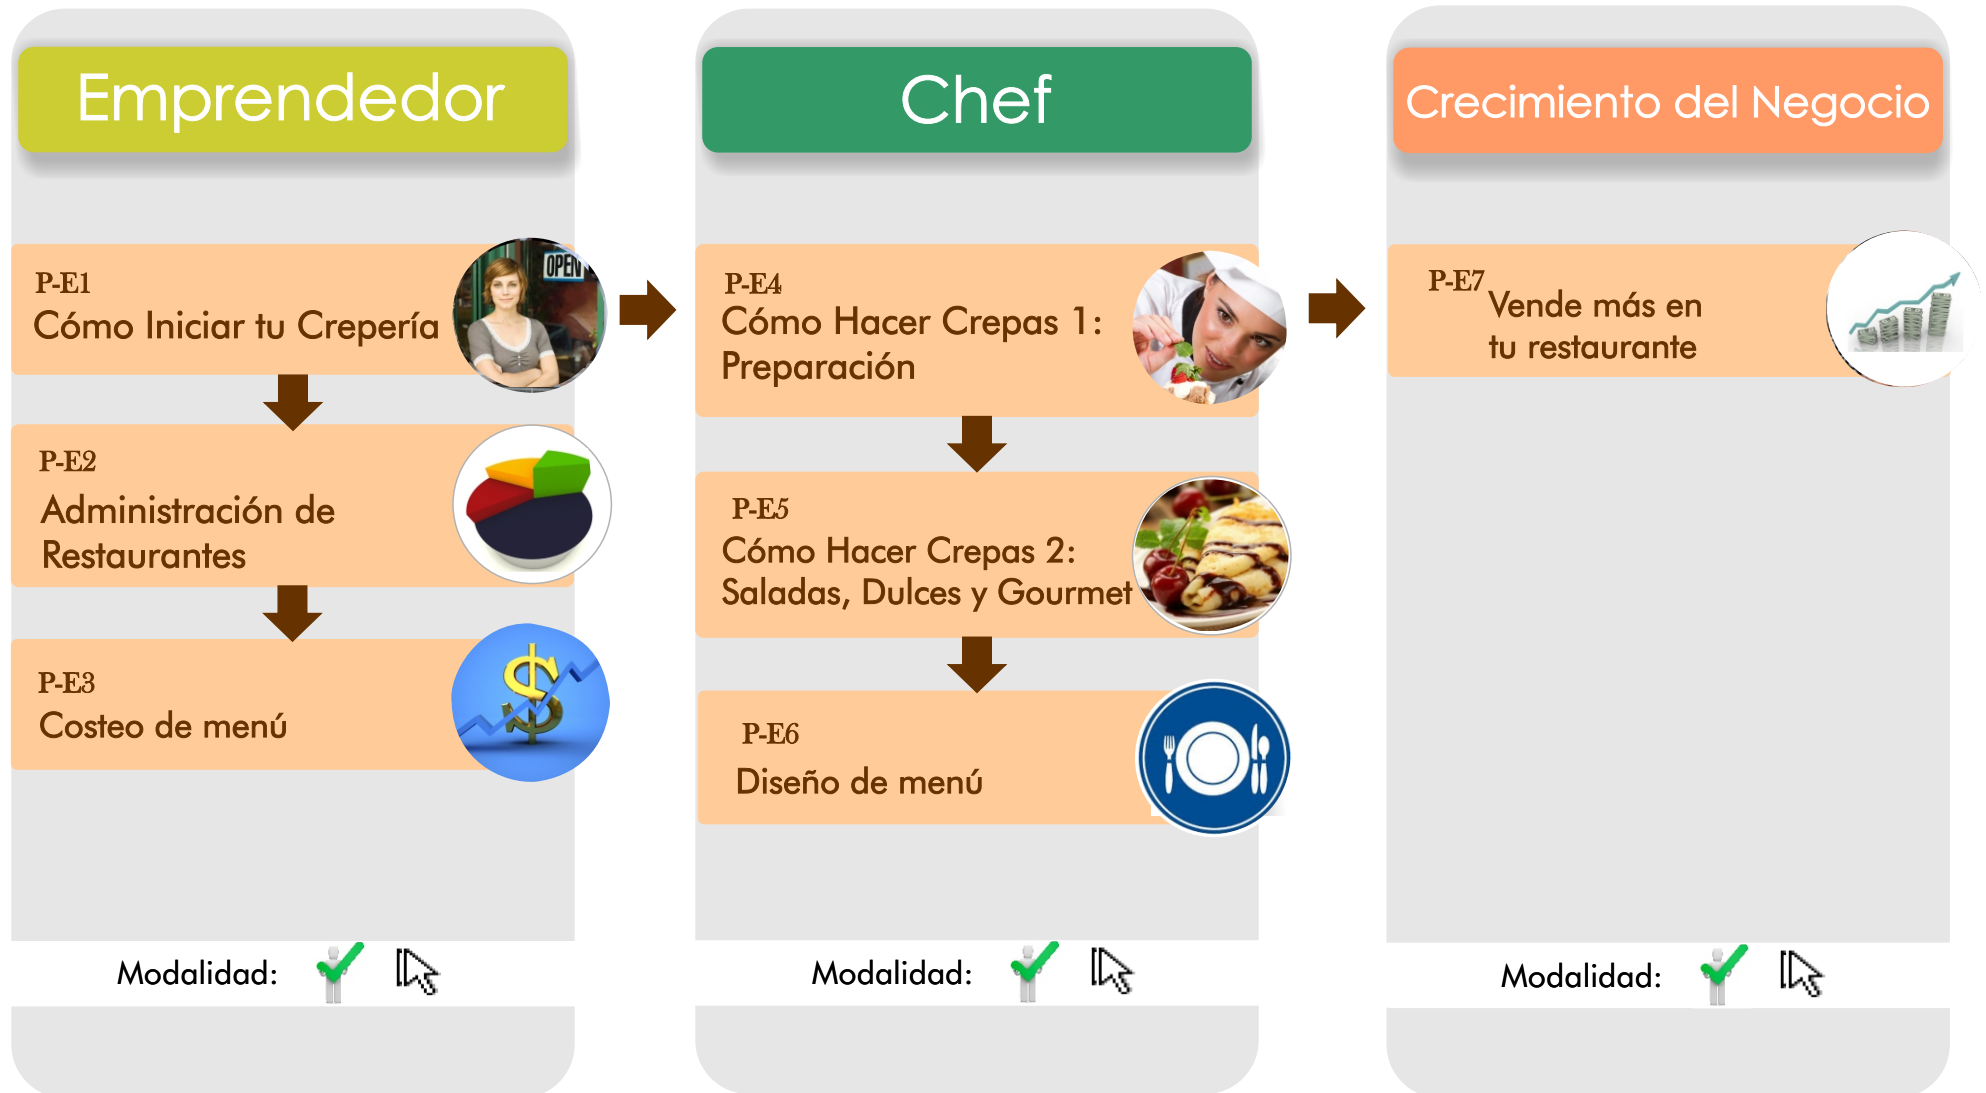 Emprendedor
P-E1
Cómo Iniciar tu Crepería
OPEN
P-E2
Administración de
Restaurantes
P-E3
Costeo de menú
Modalidad:
Chef
P-E4
Cómo Hacer Crepas 1:
Preparación
P-E5
Cómo Hacer Crepas 2:
Saladas, Dulces y Gourmet
P-E6
Diseño de menú
Modalidad:
Crecimiento del Negocio
P-E7
Vende más en
tu restaurante
Modalidad: